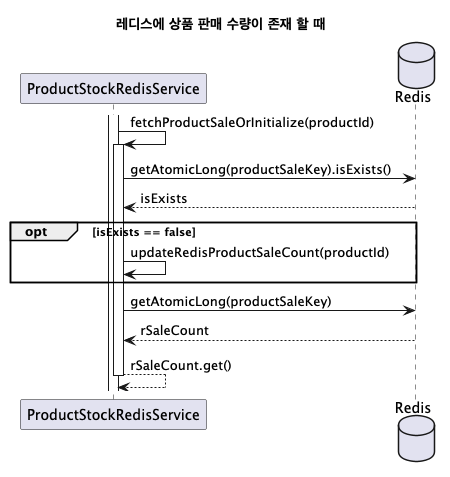 레디스에 상품 판매 수량이 존재 할 때
ProductStockRedisService
Redis
fetchProductSaleOrInitialize(productId)
getAtomicLong(productSaleKey).isExists()
isExists
opt
[isExists == false]
updateRedisProductSaleCount(productId)
getAtomicLong(productSaleKey)
rSaleCount
rSaleCount.get()
ProductStockRedisService
Redis